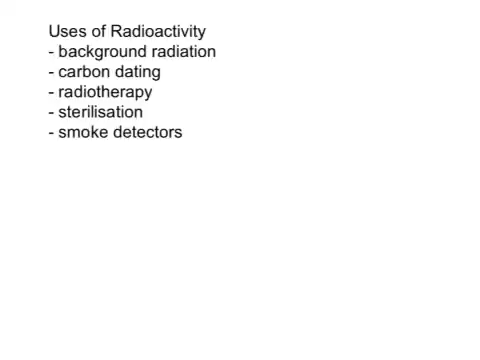 Uses of Radioactivity
- background radiation
- carbon dating
- radiotherapy
- sterilisation
- smoke detectors